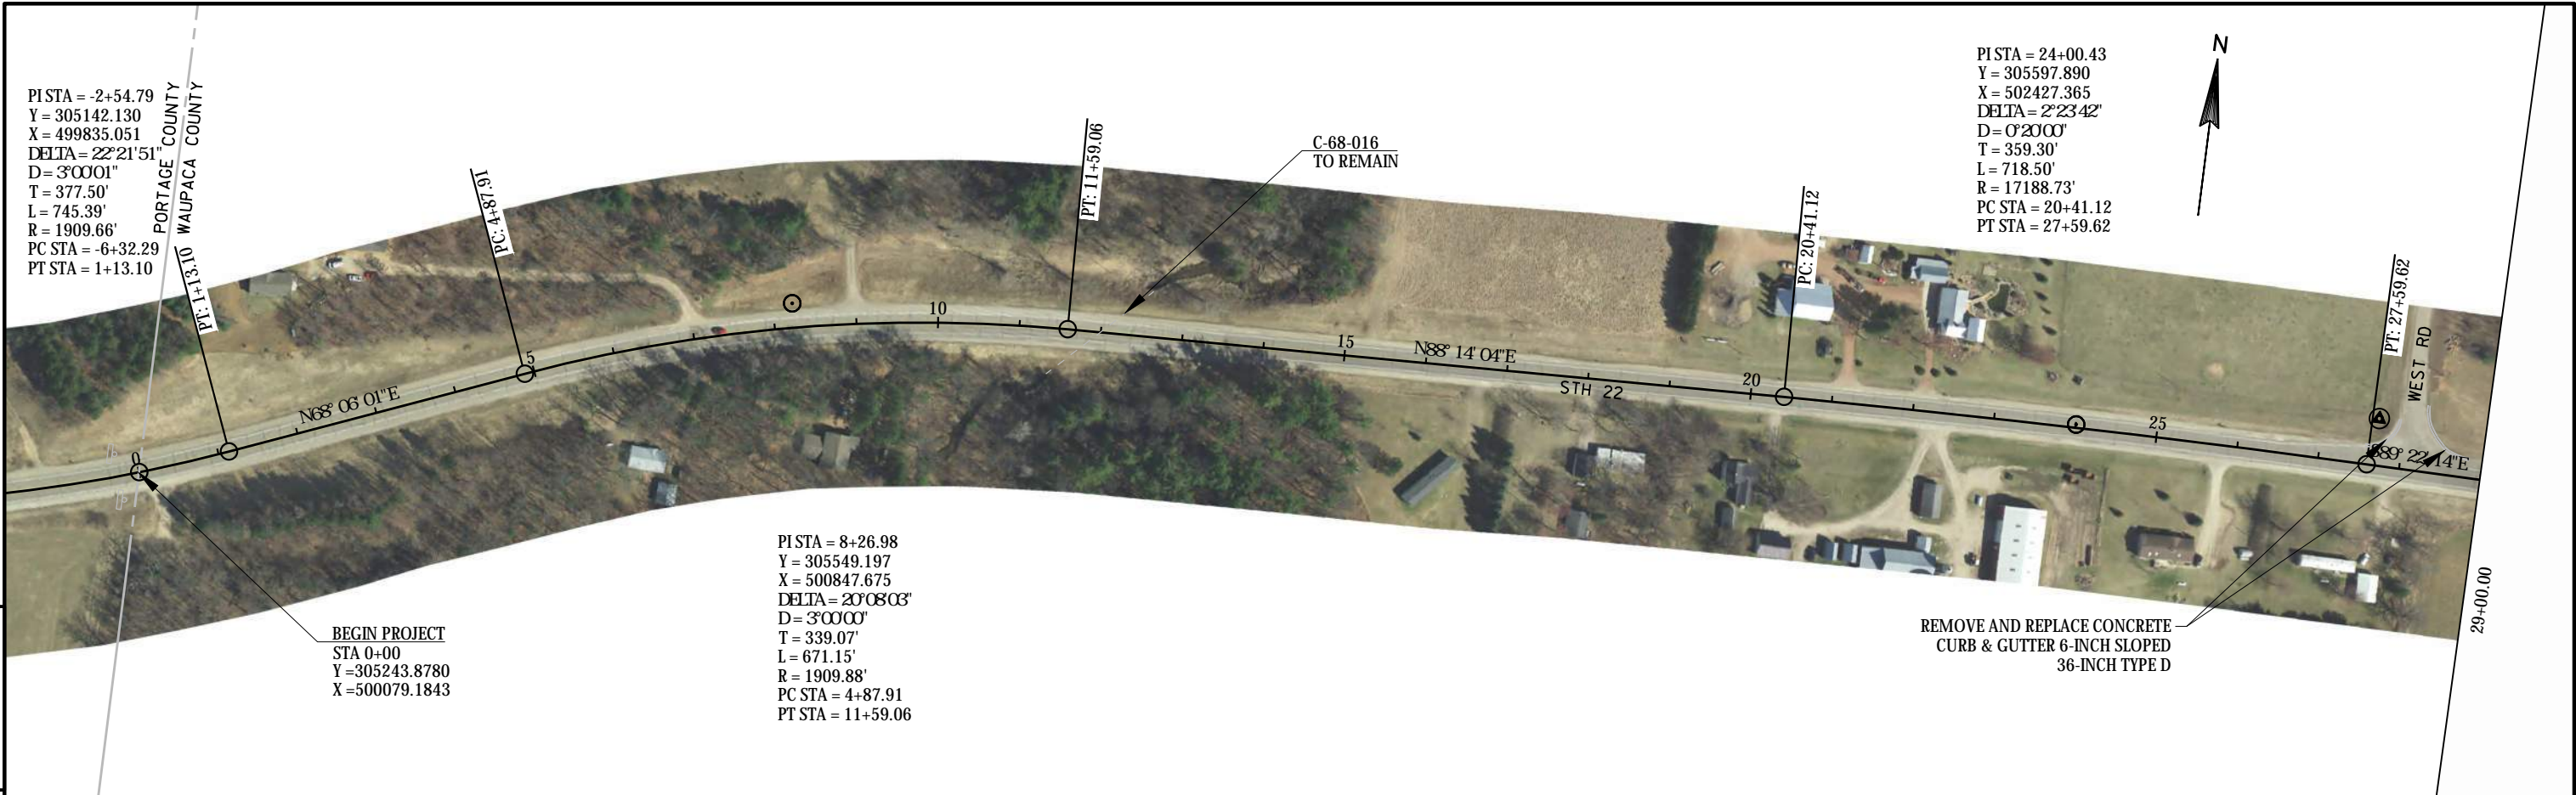 PI STA = -2+54.79
Y = 305142.130
X = 499835.051
DELTA = 22°21'51"
D = 3°00'01"
T = 377.50'
L = 745.39'
R = 1909.66'
PC STA = -6+32.29
PT STA = 1+13.10
PORTAGE COUNTY
WAUPACA COUNTY
PT: 1+13.10
PC: 4+87.91
PT: 11+59.06
C-68-016
TO REMAIN
PC: 20+41.12
PI STA = 24+00.43
Y = 305597.890
X = 502427.365
DELTA = 2°23'42"
D = 0°20'00"
T = 359.30'
L = 718.50'
R = 17188.73'
PC STA = 20+41.12
PT STA = 27+59.62
N
PT: 27+59.62
WEST RD
0
N68° 06' 01"E
5
10
15
N88° 14' 04"E
STH 22
20
25
89° 22' 14"E
BEGIN PROJECT
STA 0+00
Y =305243.8780
X =500079.1843
PI STA = 8+26.98
Y = 305549.197
X = 500847.675
DELTA = 20°08'03"
D = 3°00'00"
T = 339.07'
L = 671.15'
R = 1909.88'
PC STA = 4+87.91
PT STA = 11+59.06
REMOVE AND REPLACE CONCRETE
CURB & GUTTER 6-INCH SLOPED
36-INCH TYPE D
29+00.00